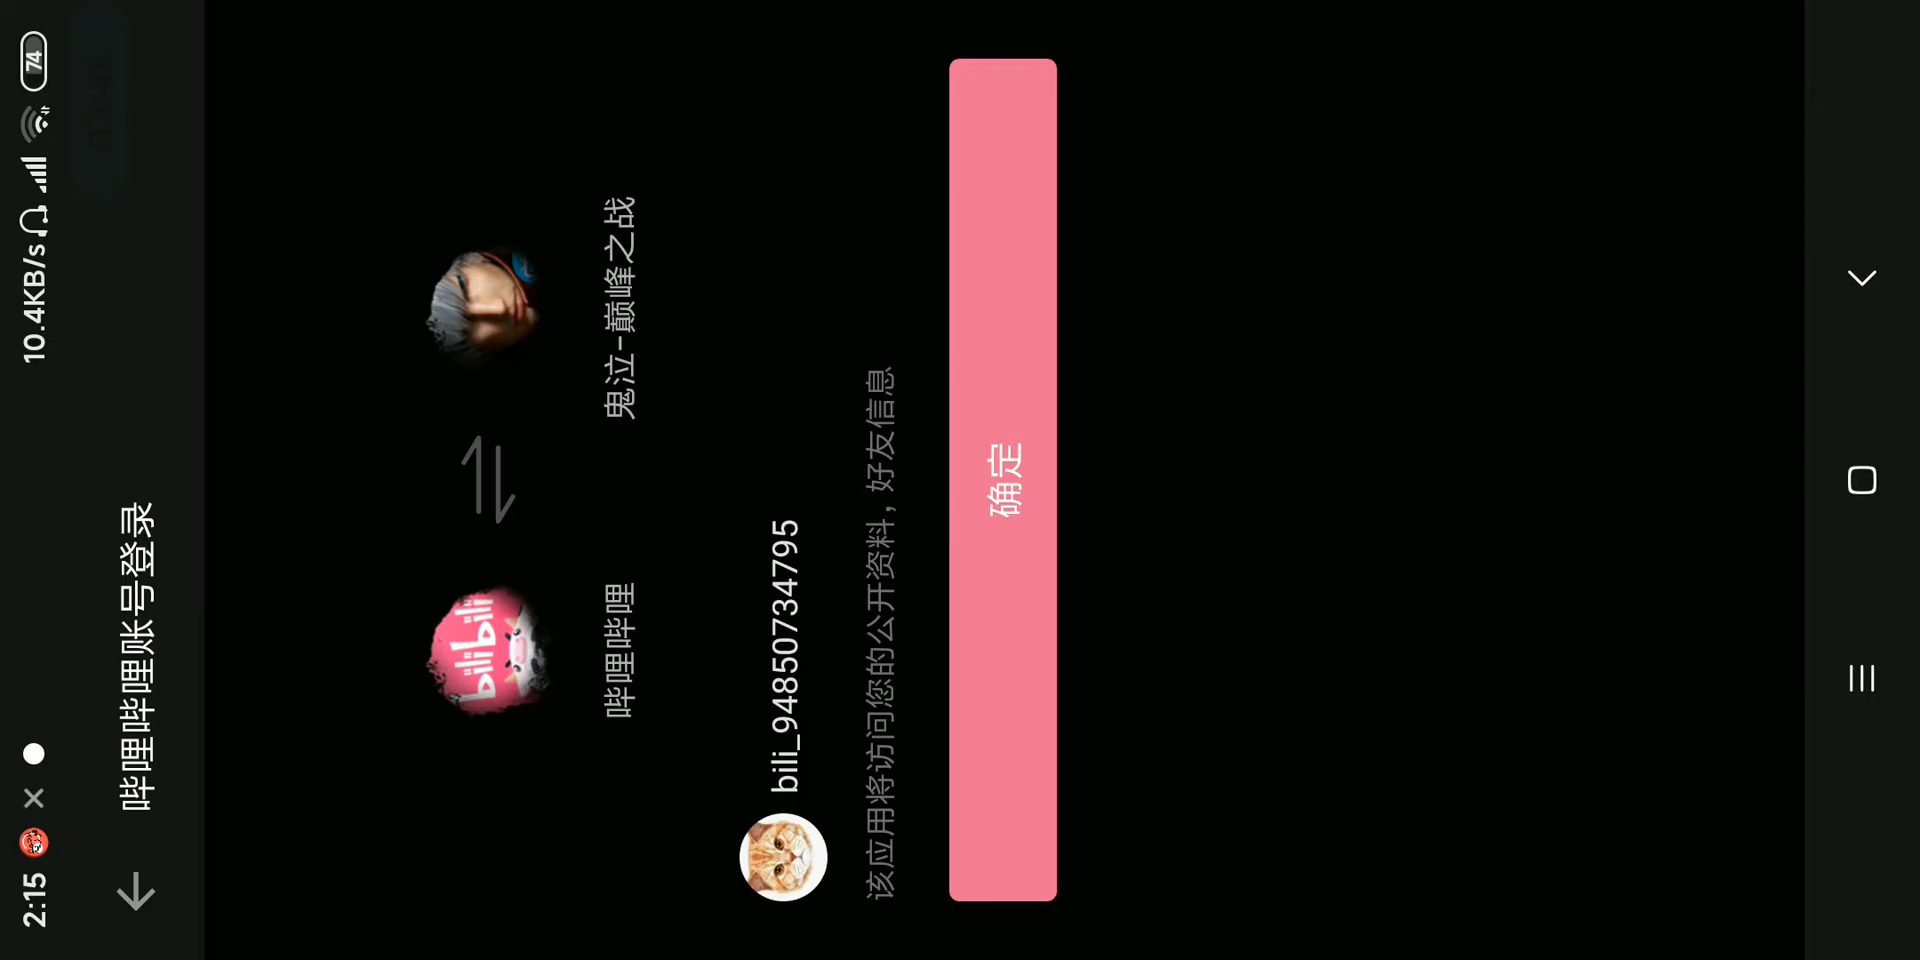 2:15
10.4KB/s
74
哔哩哔哩账号登录
bilibili
哔哩哔哩
鬼泣-巅峰之战
bili_94850734795
该应用将访问您的公开资料，好友信息
确定